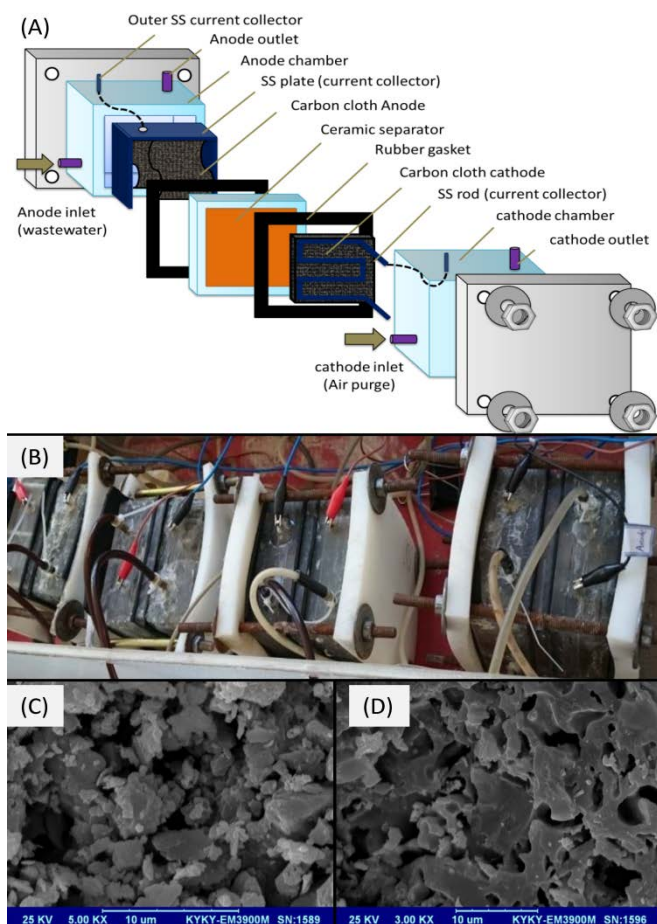 (A)
Outer SS current collector
Anode outlet
Anode chamber
SS plate (current collector)
Carbon cloth Anode
Ceramic separator
Rubber gasket
Carbon cloth cathode
SS rod (current collector)
cathode chamber
cathode outlet
Anode inlet
(wastewater)
cathode inlet
(Air purge)
(B)
Anode
(C)
(D)
25 KV 5.00 KX 10 um KYKY-EM3900M SN:1589
25 KV 3.00 KX 10 um KYKY-EM3900M SN:1596